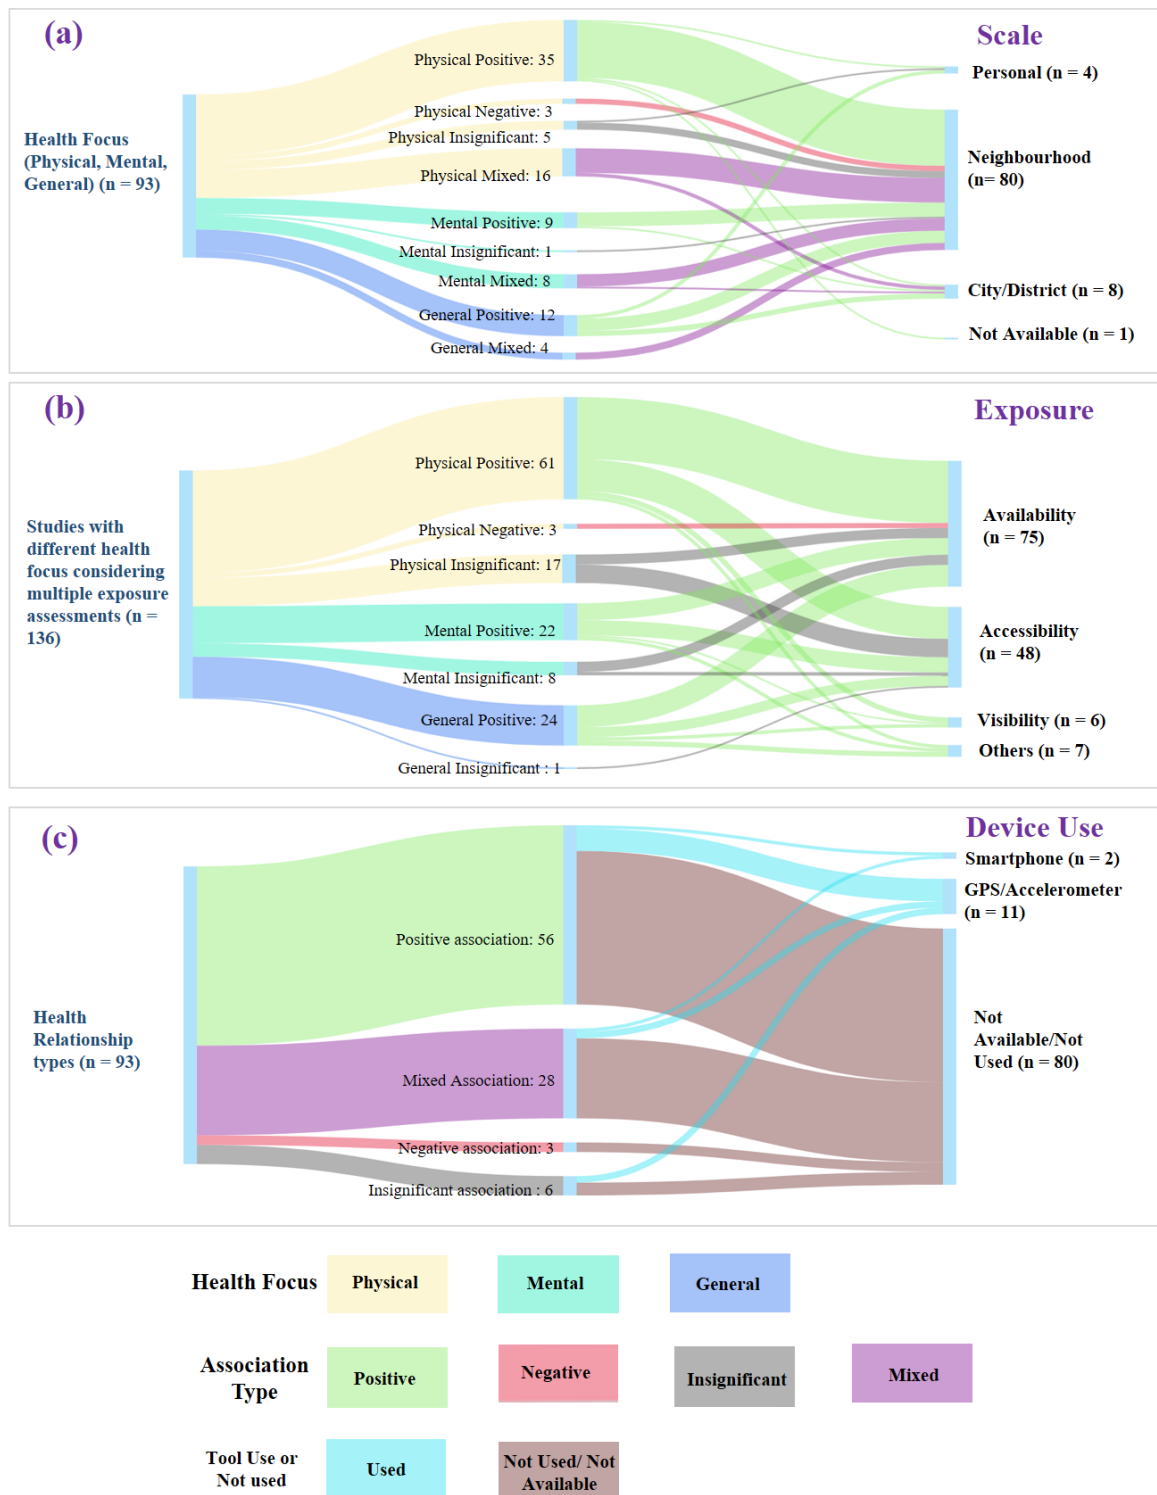 (a)
Scale
Health Focus
(Physical, Mental,
General) (n = 93)
Physical Positive: 35
Physical Negative: 3
Physical Insignificant: 5
Physical Mixed: 16
Mental Positive: 9
Mental Insignificant: 1
Mental Mixed: 8
General Positive: 12
General Mixed: 4
Personal (n = 4)
Neighbourhood
(n= 80)
City/District (n = 8)
Not Available (n = 1)
(b)
Exposure
Studies with
different health
focus considering
multiple exposure
assessments (n =
136)
Physical Positive: 61
Physical Negative: 3
Physical Insignificant: 17
Mental Positive: 22
Mental Insignificant: 8
General Positive: 24
General Insignificant : 1
Availability
(n = 75)
Accessibility
(n = 48)
Visibility (n = 6)
Others (n = 7)
(c)
Device Use
Health
Relationship
types (n = 93)
Positive association: 56
Mixed Association: 28
Negative association: 3
Insignificant association : 6
Smartphone (n = 2)
GPS/Accelerometer
(n = 11)
Not
Available/Not
Used (n = 80)
Health Focus
Physical
Mental
General
Association
Type
Positive
Negative
Insignificant
Mixed
Tool Use or
Not used
Used
Not Used/ Not
Available